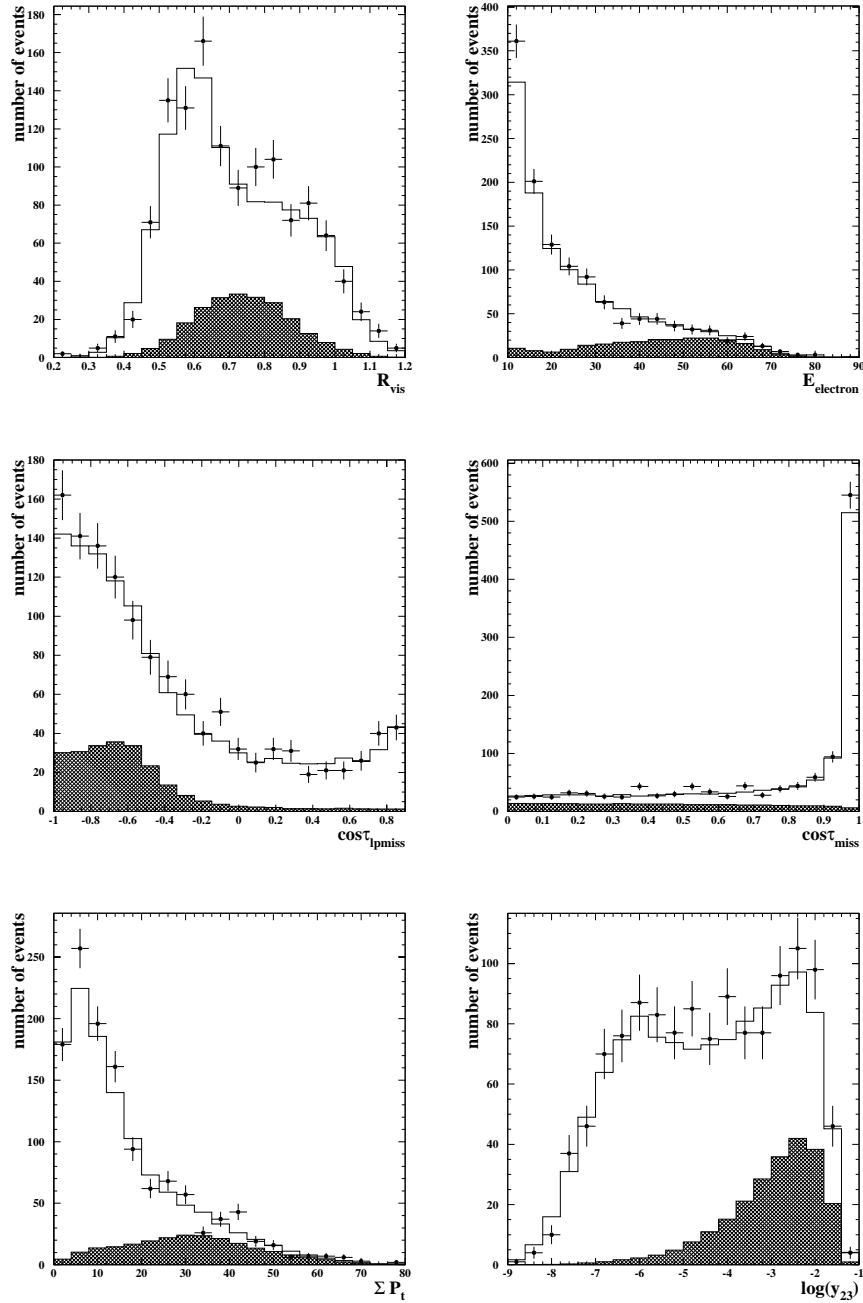 number of events
180
160
140
120
100
80
60
40
20
0
0.2 0.3 0.4 0.5 0.6 0.7 0.8 0.9 1 1.1 1.2
R_vis
number of events
400
350
300
250
200
150
100
50
0
10 20 30 40 50 60 70 80 90
E_electron
number of events
180
160
140
120
100
80
60
40
20
0
-1 -0.8 -0.6 -0.4 -0.2 0 0.2 0.4 0.6 0.8
cosτ_lpmiss
number of events
600
500
400
300
200
100
0
0 0.1 0.2 0.3 0.4 0.5 0.6 0.7 0.8 0.9 1
cosτ_miss
number of events
250
200
150
100
50
0
0 10 20 30 40 50 60 70 80
Σ P_t
number of events
100
80
60
40
20
0
-9 -8 -7 -6 -5 -4 -3 -2 -1
log(y_23)